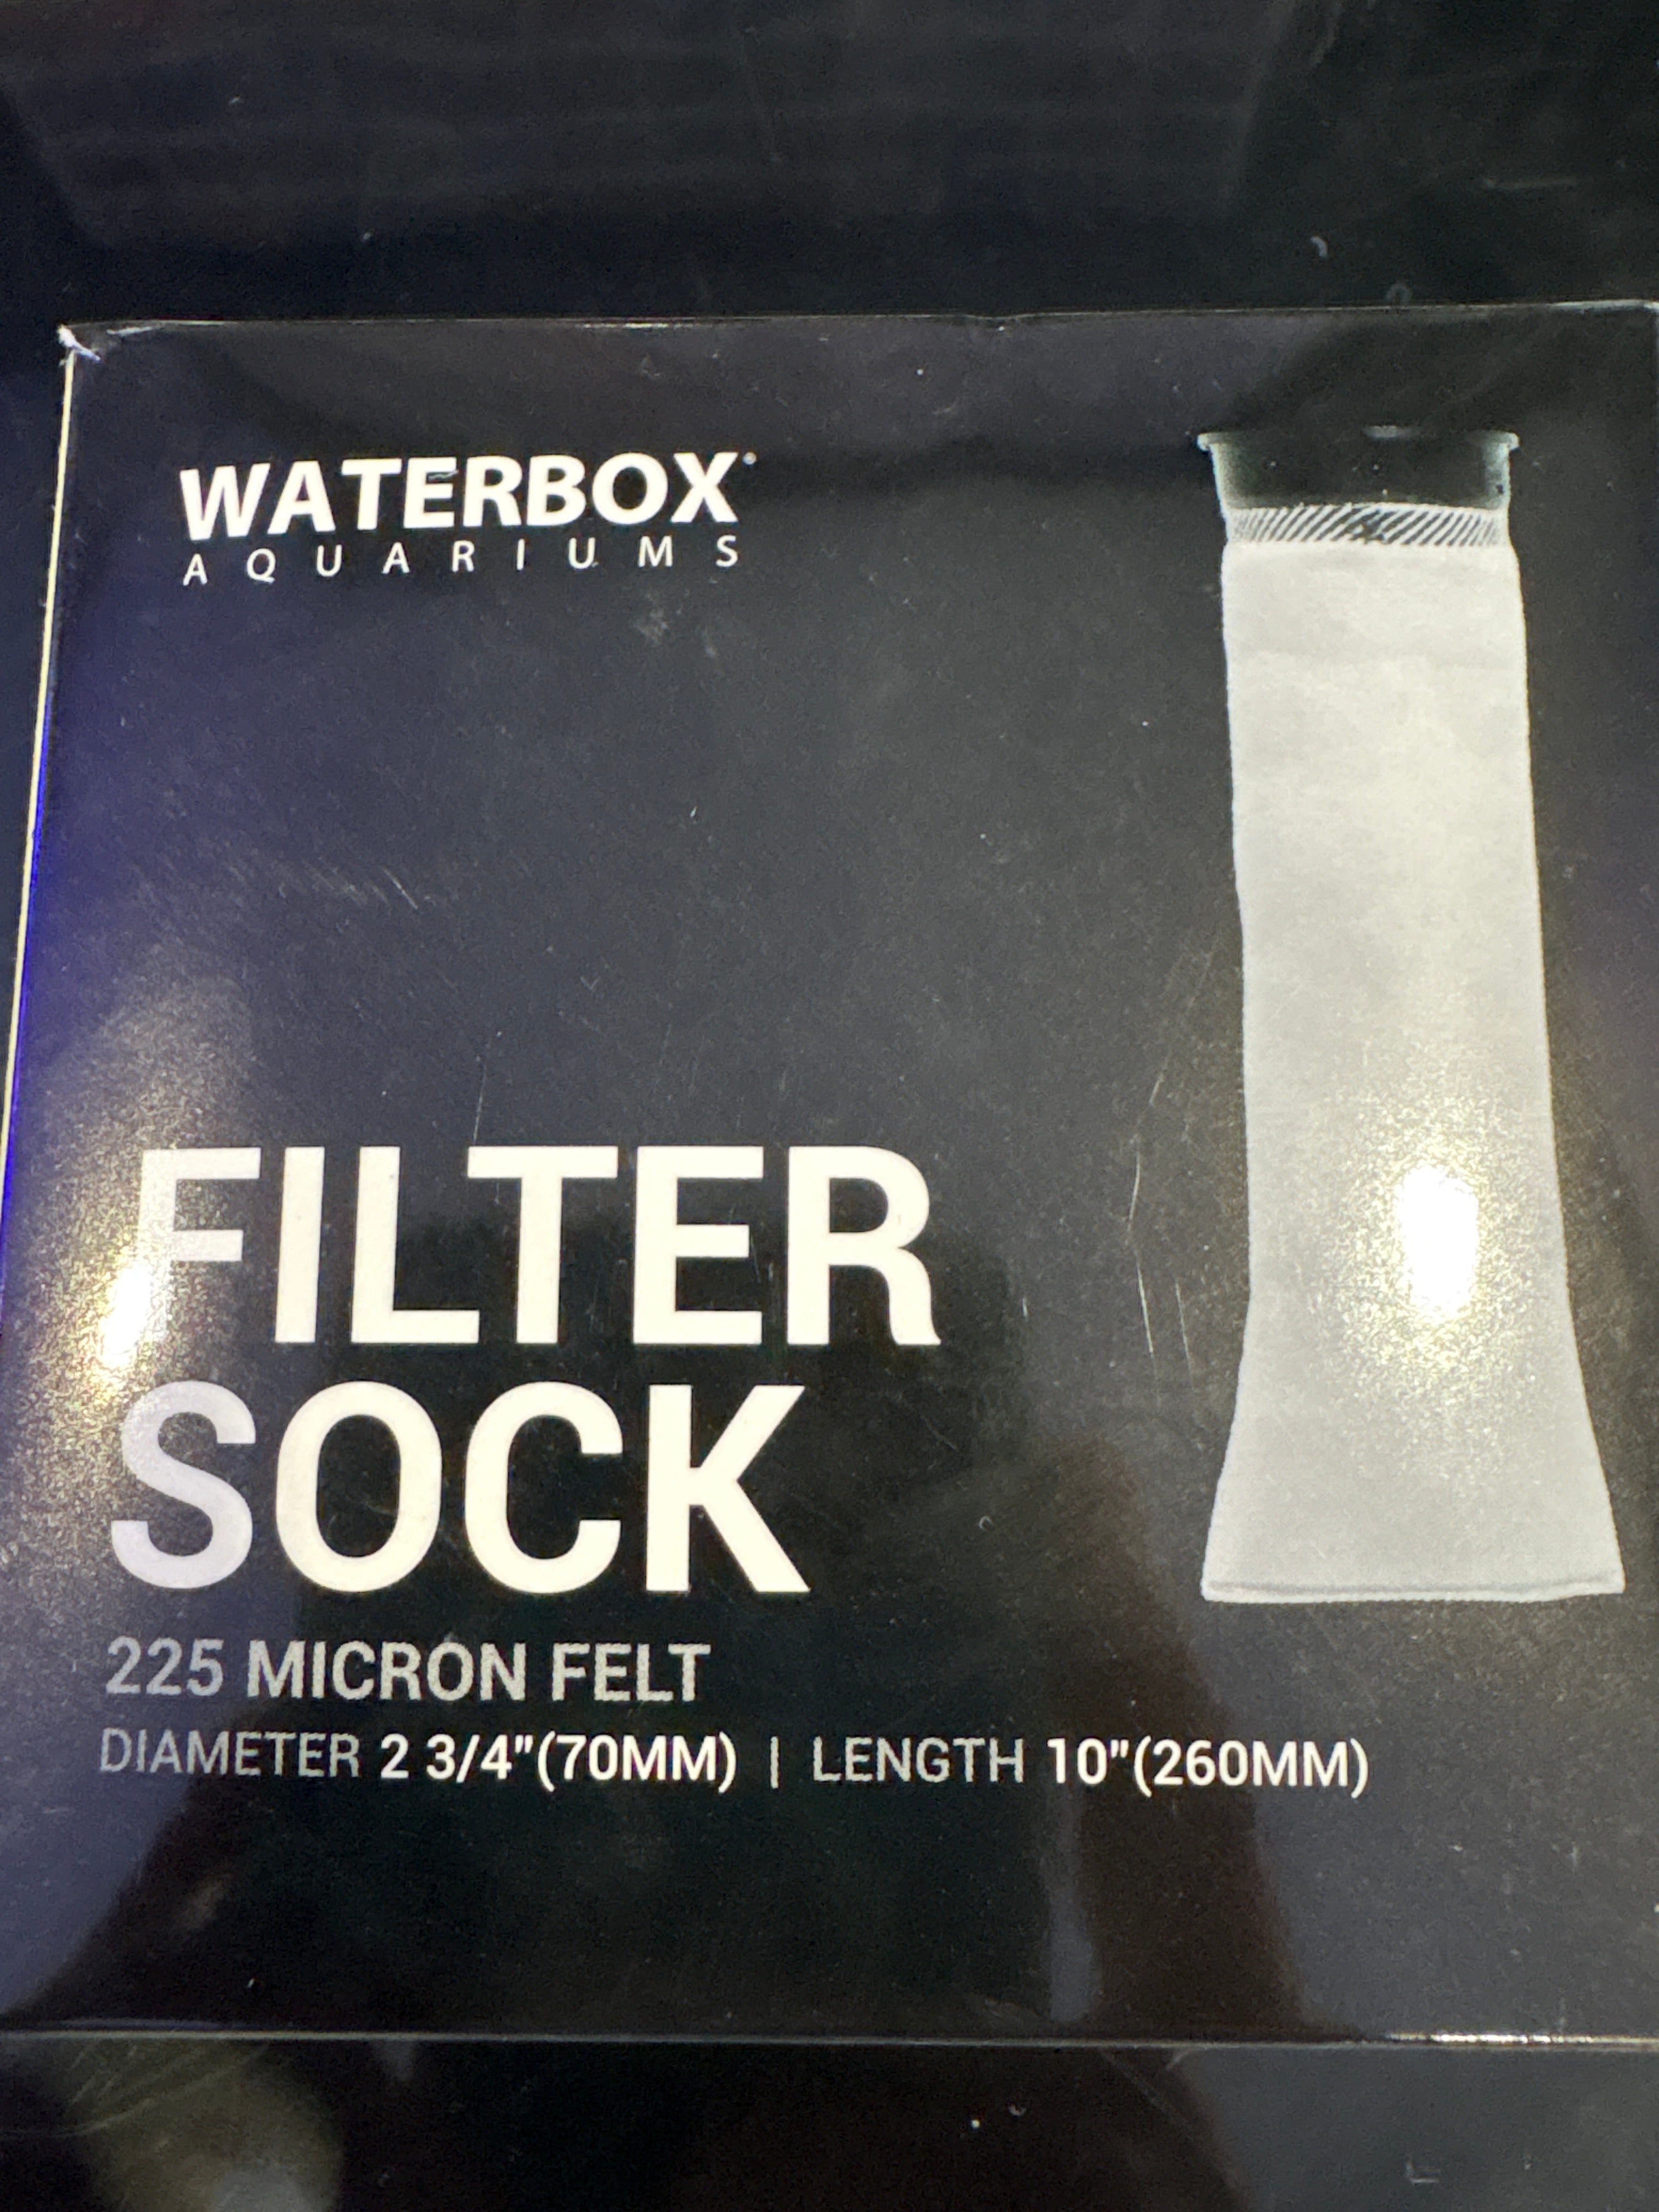 WATERBOX
AQUARIUMS
FILTER
SOCK
225 MICRON FELT
DIAMETER 2 3/4"(70MM) | LENGTH 10"(260MM)